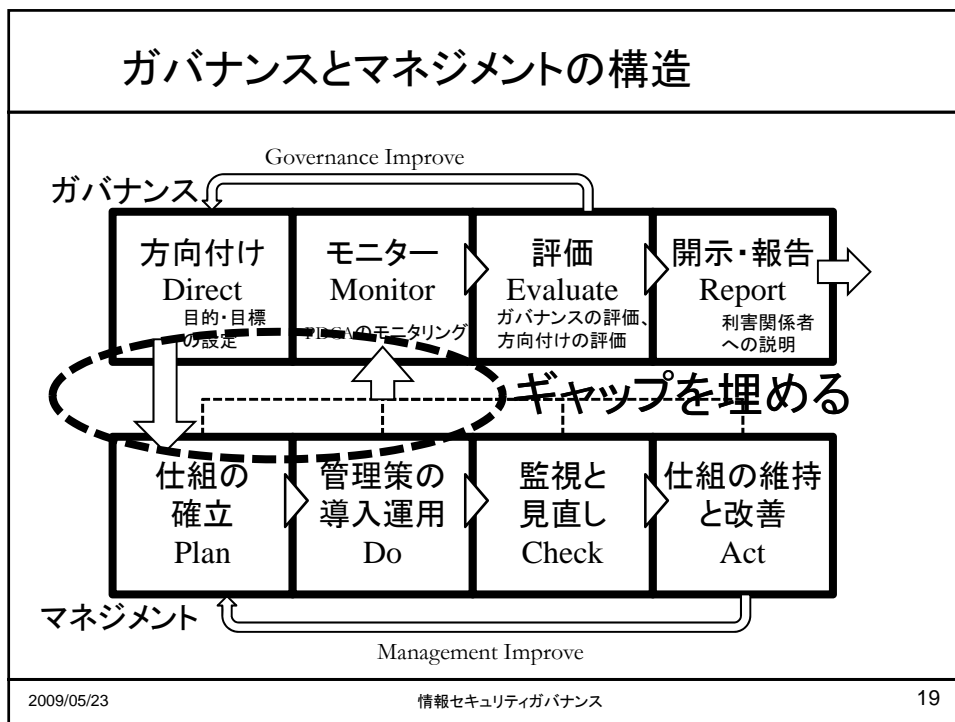 ガバナンスとマネジメントの構造
Governance Improve
ガバナンス
方向付け
Direct
目的・目標
の設定
モニター
Monitor
PDCAのモニタリング
評価
Evaluate
ガバナンスの評価、
方向付けの評価
開示・報告
Report
利害関係者
への説明
ギャップを埋める
仕組の
確立
Plan
管理策の
導入運用
Do
監視と
見直し
Check
仕組の維持
と改善
Act
マネジメント
Management Improve
2009/05/23
情報セキュリティガバナンス
19